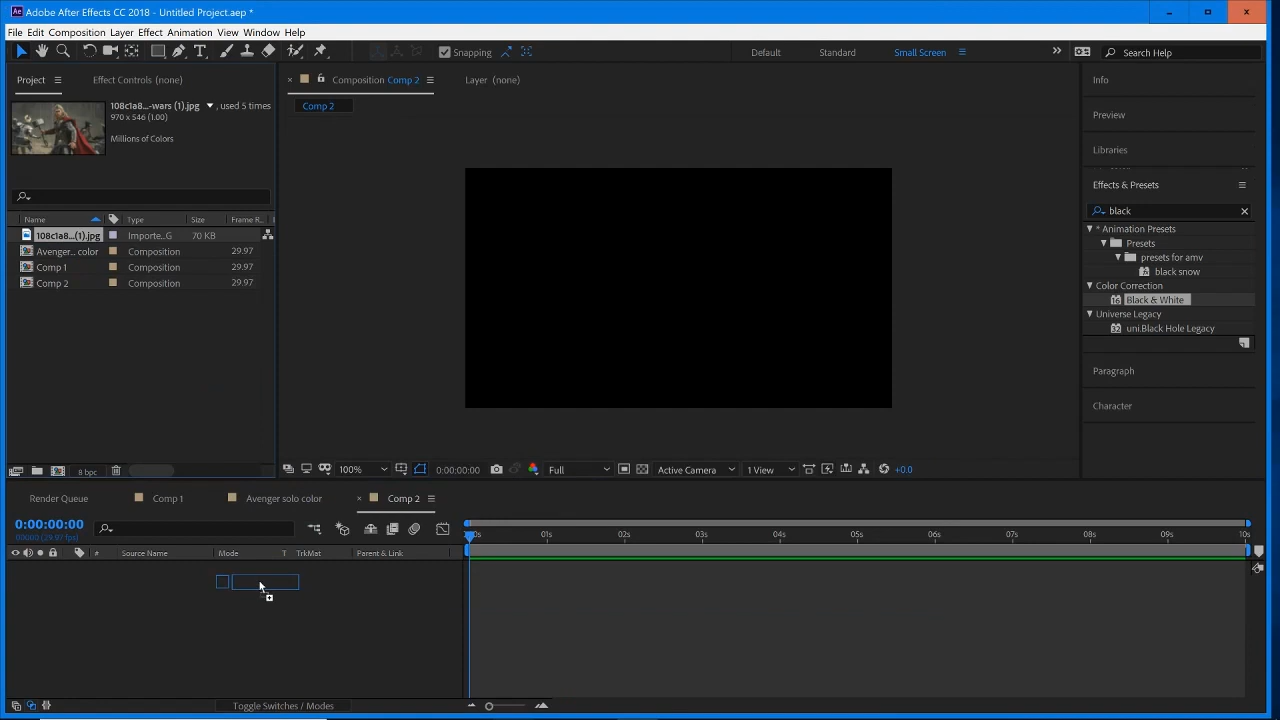 Adobe After Effects CC 2018 - Untitled Project.aep *
File Edit Composition Layer Effect Animation View Window Help
Snapping
Default Standard Small Screen
Search Help
Project Effect Controls (none)
Composition Comp 2
Layer (none)
Comp 2
108c1a8...-wars (1).jpg , used 5 times
970 x 546 (1.00)
Millions of Colors
Name Type Size Frame R..
108c1a8...(1).jpg Importe...G 70 KB
Avenger... color Composition 29.97
Comp 1 Composition 29.97
Comp 2 Composition 29.97
8 bpc
100% 0:00:00:00 Full Active Camera 1 View +0.0
Info
Preview
Libraries
Effects & Presets
black
* Animation Presets
Presets
presets for amv
black snow
Color Correction
16 Black & White
Universe Legacy
32 uni.Black Hole Legacy
Paragraph
Character
Render Queue Comp 1 Avenger solo color Comp 2
0:00:00:00
00000 (29.97 fps)
# Source Name Mode T TrkMat Parent & Link
:00s 01s 02s 03s 04s 05s 06s 07s 08s 09s 10s
Toggle Switches / Modes